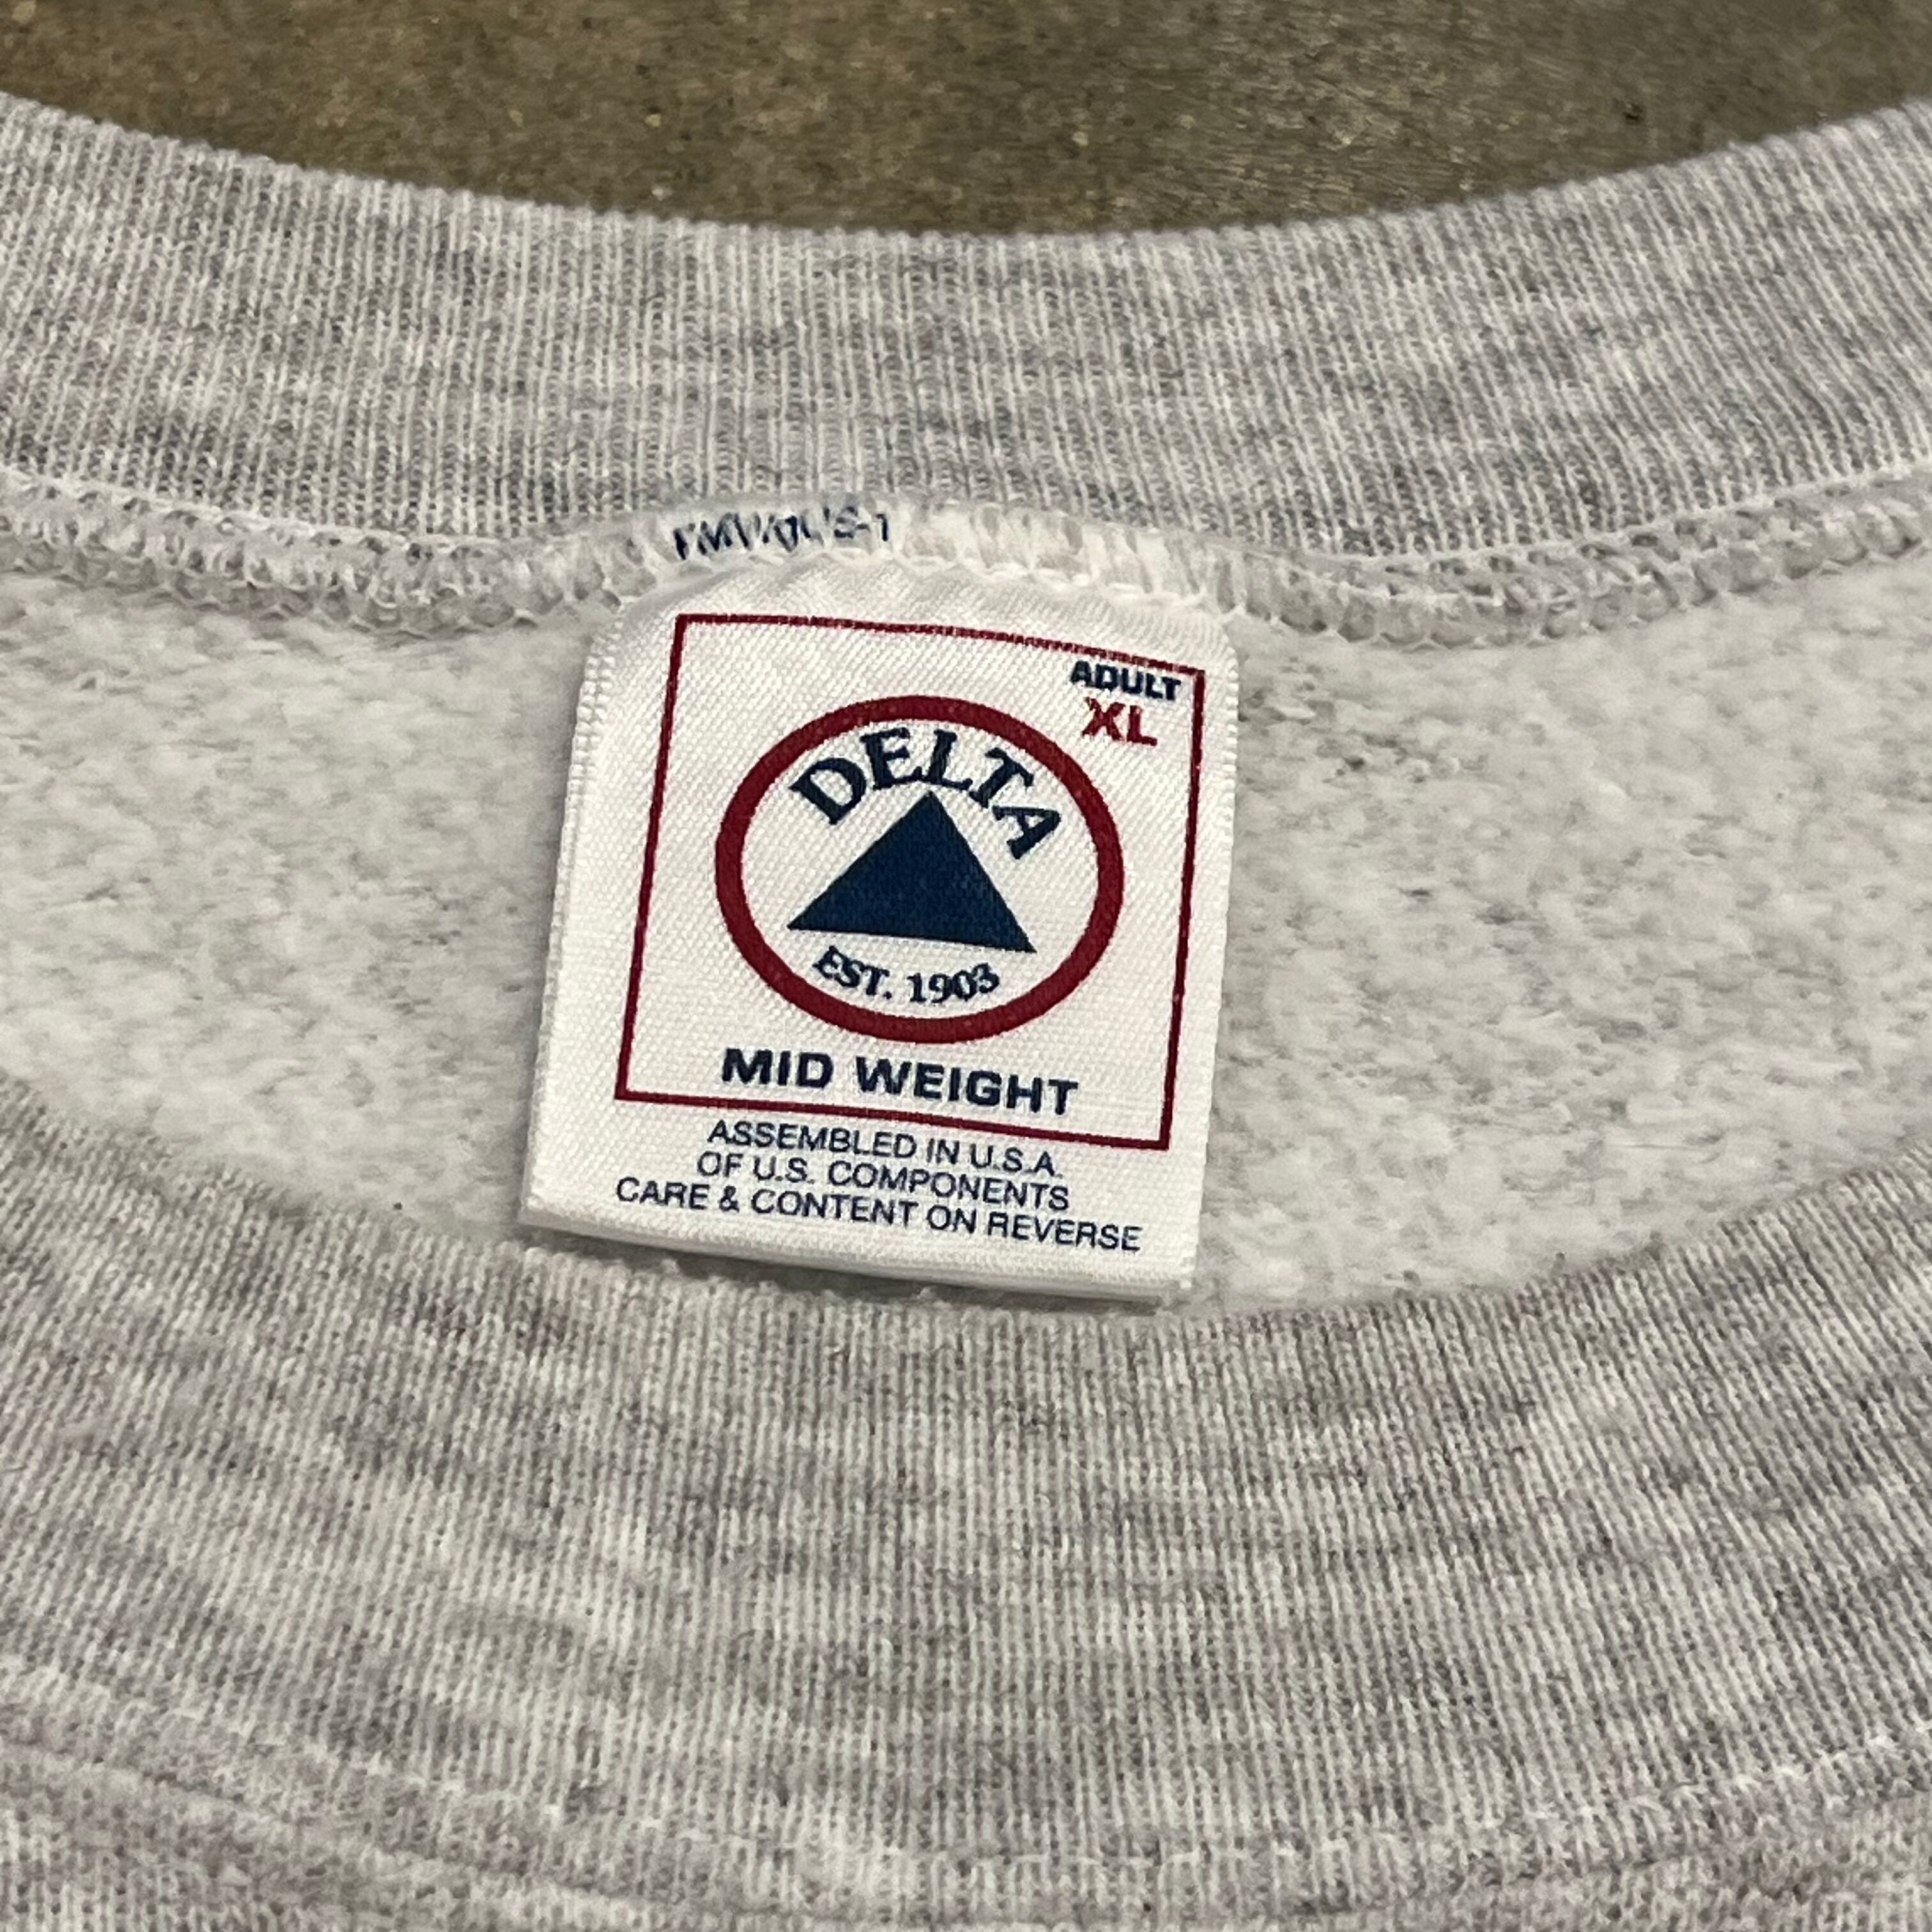 ADULT
XL
DELTA
EST. 1903
MID WEIGHT
ASSEMBLED IN U.S.A.
OF U.S. COMPONENTS
CARE & CONTENT ON REVERSE